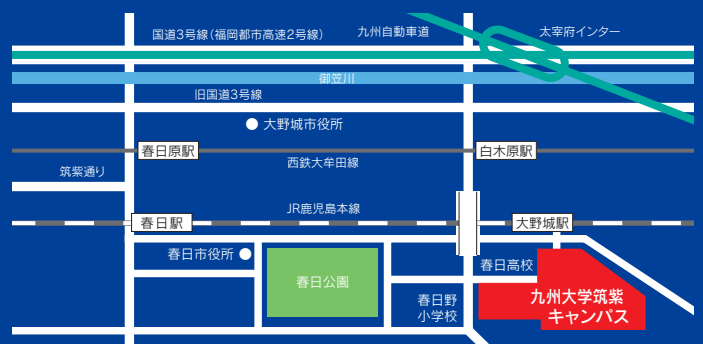 国道3号線(福岡都市高速2号線)
九州自動車道
太宰府インター
御笠川
旧国道3号線
大野城市役所
春日原駅
白木原駅
西鉄大牟田線
筑紫通り
JR鹿児島本線
春日駅
大野城駅
春日市役所
春日公園
春日高校
春日野
小学校
九州大学筑紫
キャンパス